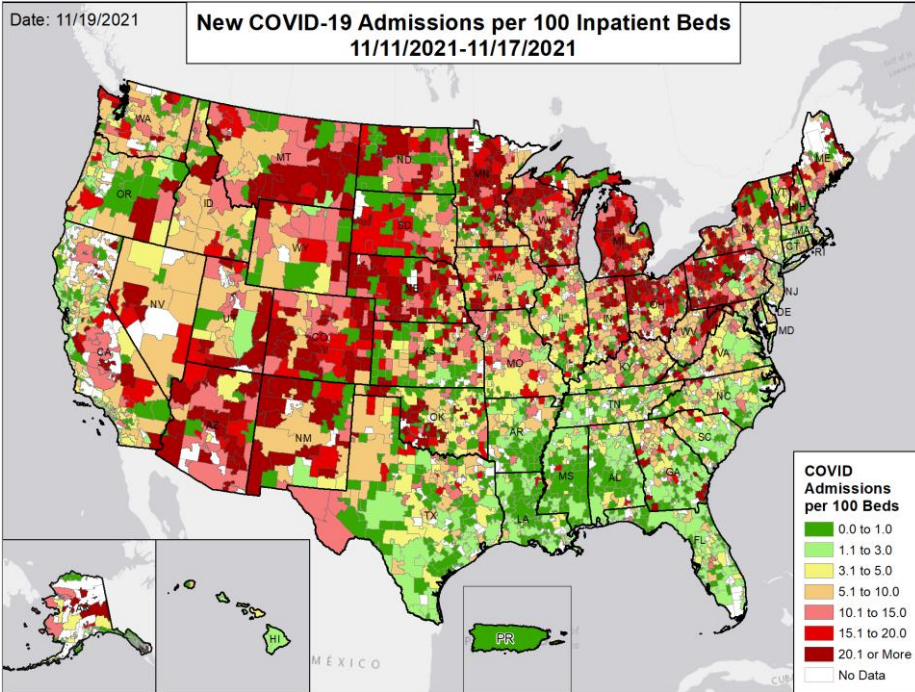 Date: 11/19/2021
New COVID-19 Admissions per 100 Inpatient Beds
11/11/2021-11/17/2021
WA
MT
ND
MN
ME
OR
ID
SD
WI
MI
VT
NH
NY
MA
CT
RI
WY
IA
NE
NV
UT
CO
IL
IN
OH
NJ
DE
MD
CA
KS
MO
WV
KY
VA
AZ
NM
OK
AR
TN
NC
SC
TX
LA
MS
AL
GA
FL
AK
HI
PR
MÉXICO
CUBA
COVID
Admissions
per 100 Beds
0.0 to 1.0
1.1 to 3.0
3.1 to 5.0
5.1 to 10.0
10.1 to 15.0
15.1 to 20.0
20.1 or More
No Data